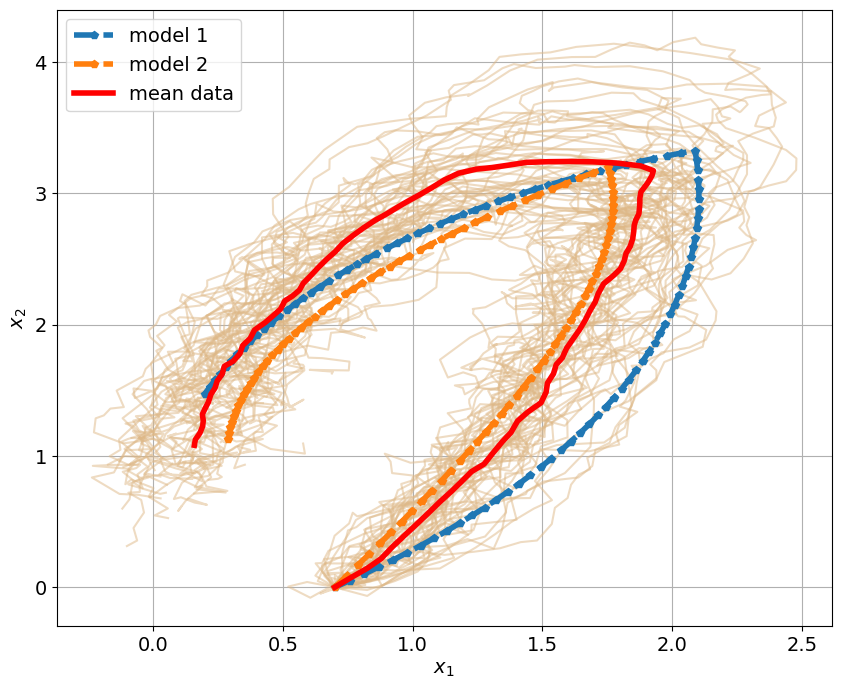 model 1
model 2
mean data
4
3
2
1
0
x₂
0.0 0.5 1.0 1.5 2.0 2.5
x₁